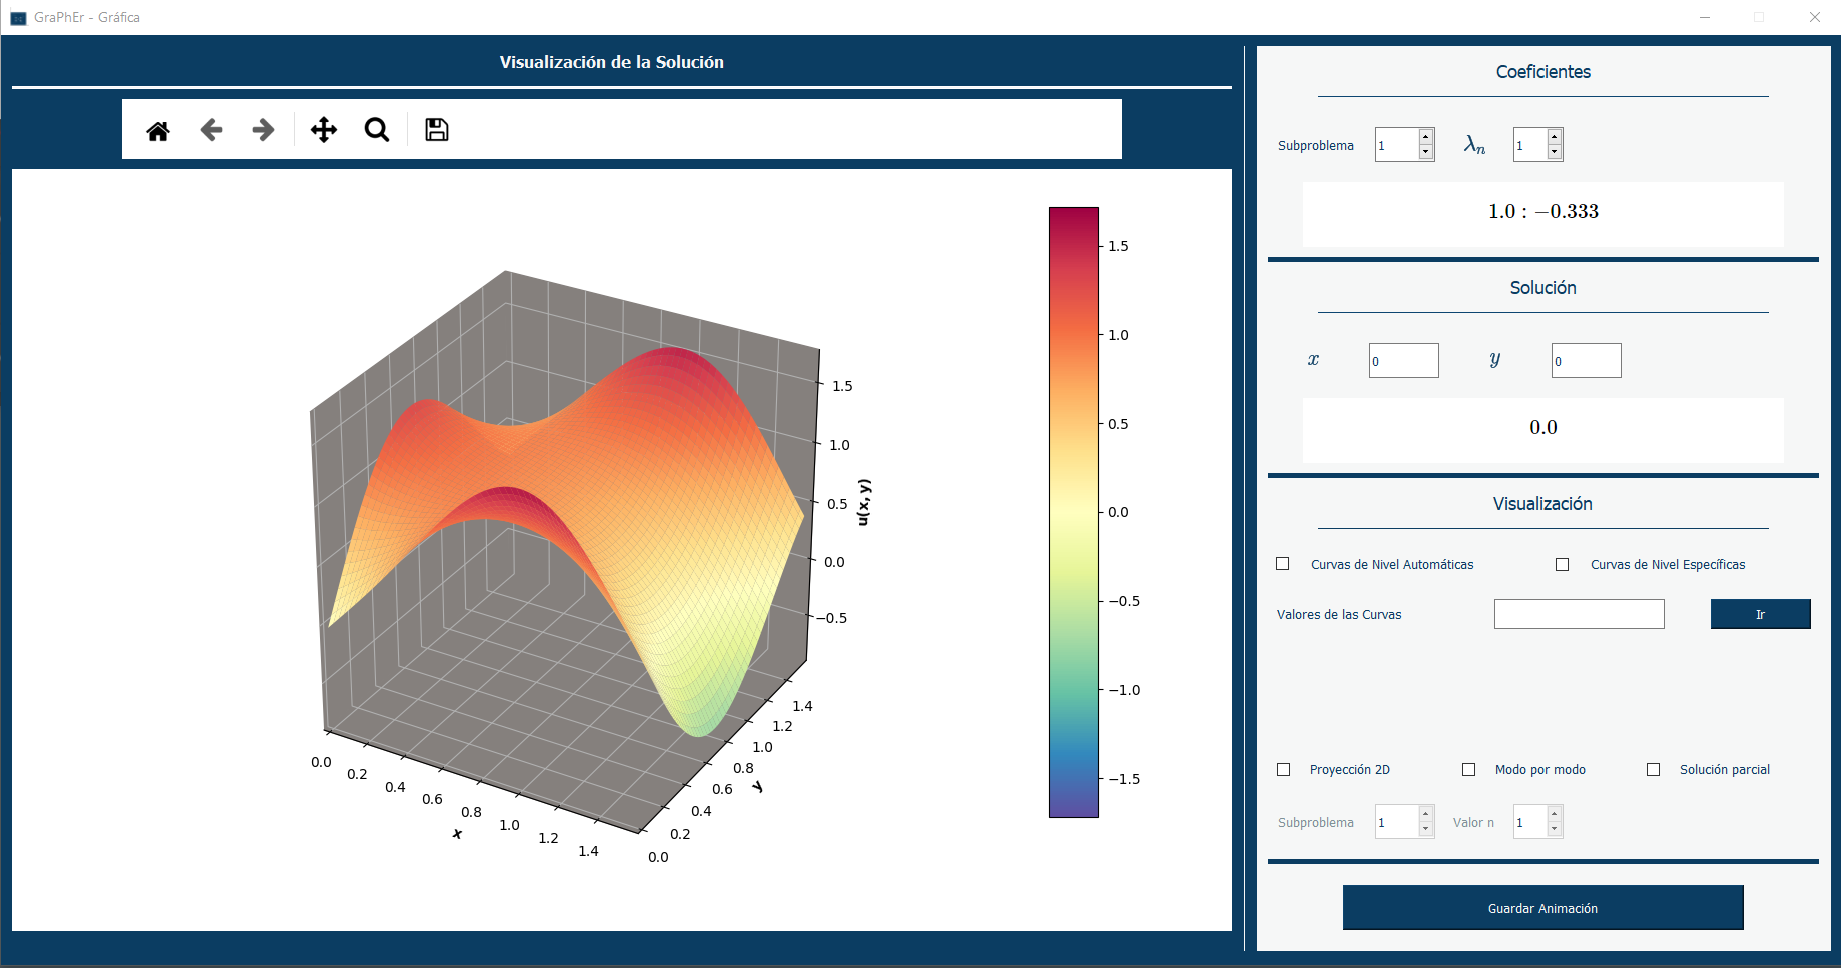 GraPhEr - Gráfica
Visualización de la Solución
1.5
1.0
0.5
0.0
−0.5
−1.0
−1.5
1.5
1.0
0.5
0.0
−0.5
u(x, y)
0.0
0.2
0.4
0.6
0.8
1.0
1.2
1.4
x
0.0
0.2
0.4
0.6
0.8
1.0
1.2
1.4
y
Coeficientes
Subproblema 1 λn 1
1.0 : −0.333
Solución
x 0 y 0
0.0
Visualización
Curvas de Nivel Automáticas Curvas de Nivel Específicas
Valores de las Curvas Ir
Proyección 2D Modo por modo Solución parcial
Subproblema 1 Valor n 1
Guardar Animación